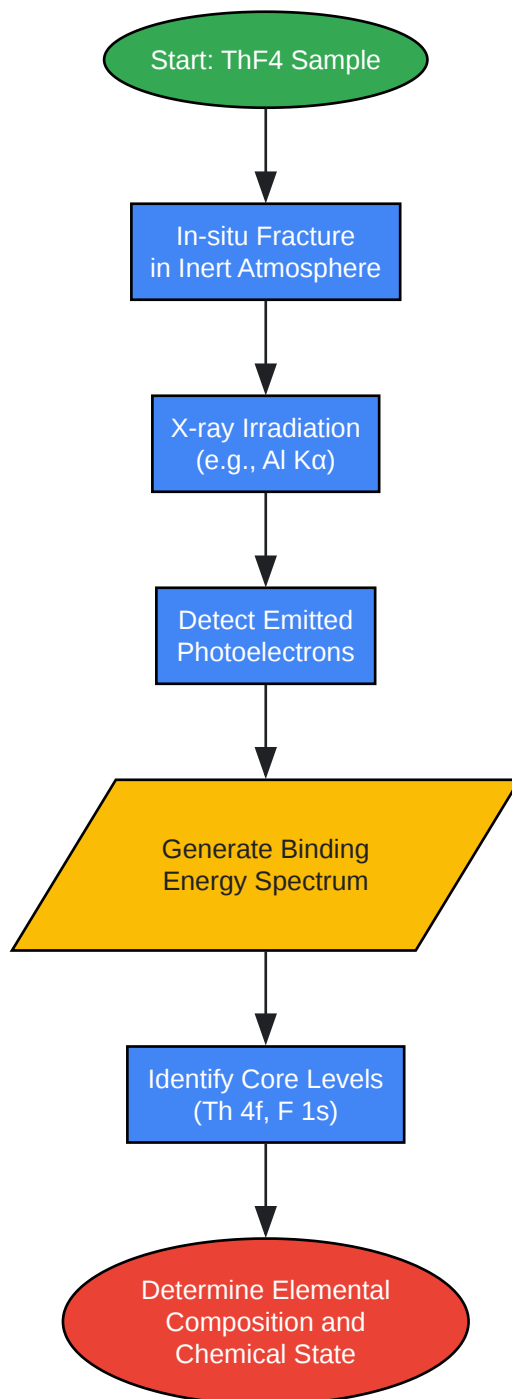 Start: ThF4 Sample
In-situ Fracture
in Inert Atmosphere
X-ray Irradiation
(e.g., Al Kα)
Detect Emitted
Photoelectrons
Generate Binding
Energy Spectrum
Identify Core Levels
(Th 4f, F 1s)
Determine Elemental
Composition and
Chemical State